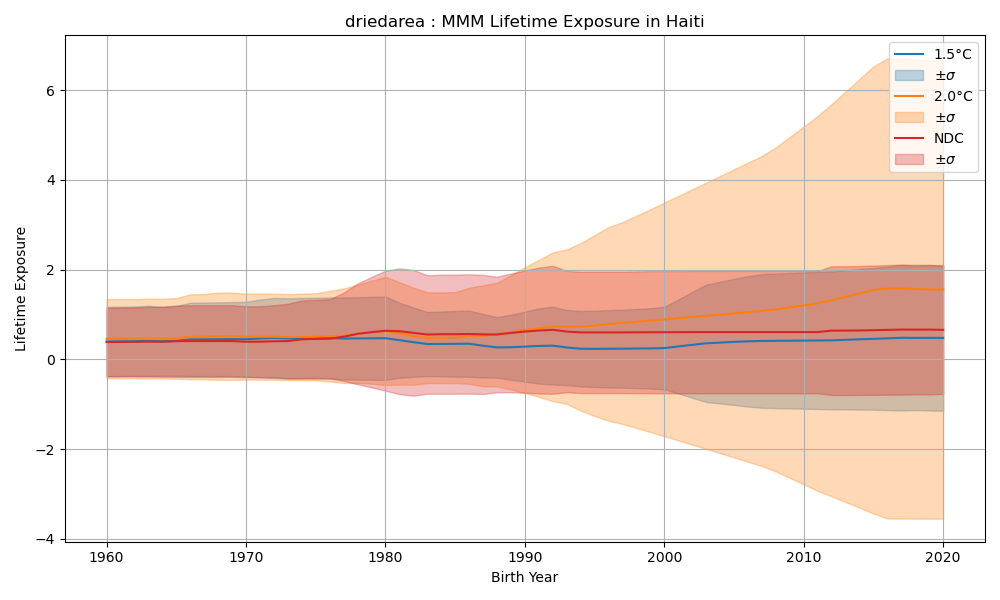 driedarea : MMM Lifetime Exposure in Haiti
1.5°C
±σ
2.0°C
±σ
NDC
±σ
6
4
2
0
−2
−4
Lifetime Exposure
1960 1970 1980 1990 2000 2010 2020
Birth Year